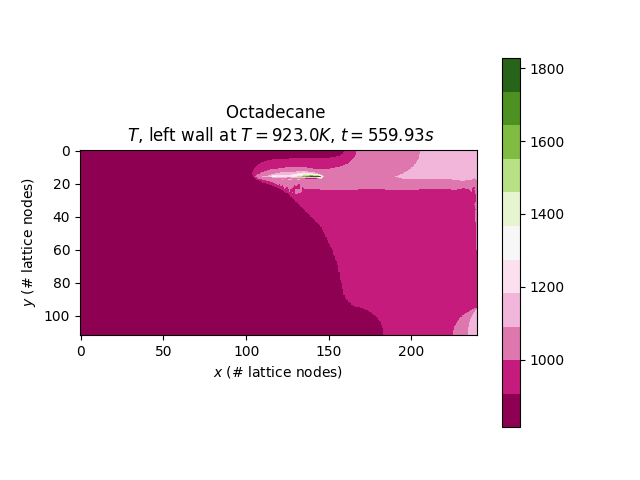 Octadecane
T, left wall at T = 923.0K, t = 559.93s
0
20
40
60
80
100
y (# lattice nodes)
0 50 100 150 200
x (# lattice nodes)
1800
1600
1400
1200
1000